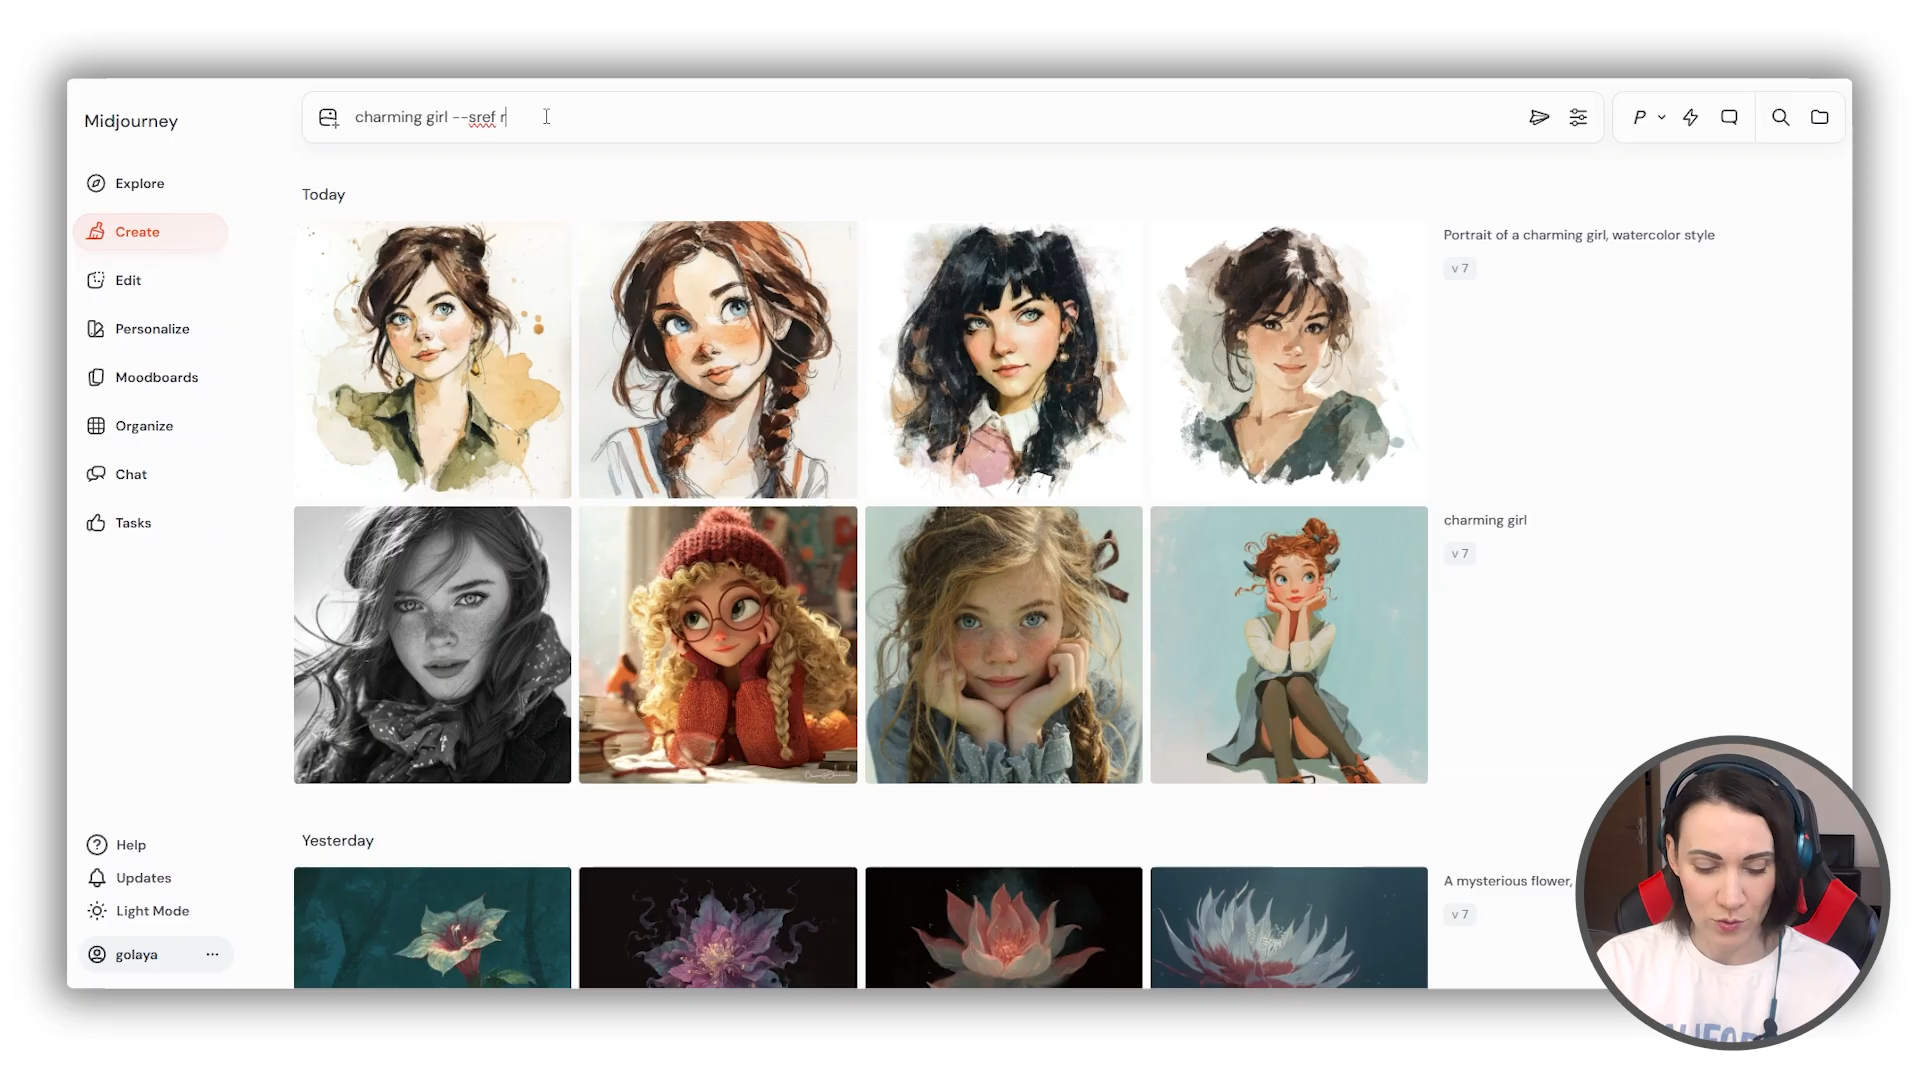 Midjourney
charming girl --sref r
P
Explore
Create
Edit
Personalize
Moodboards
Organize
Chat
Tasks
Help
Updates
Light Mode
golaya
Today
Portrait of a charming girl, watercolor style
v 7
charming girl
v 7
Yesterday
A mysterious flower,
v 7